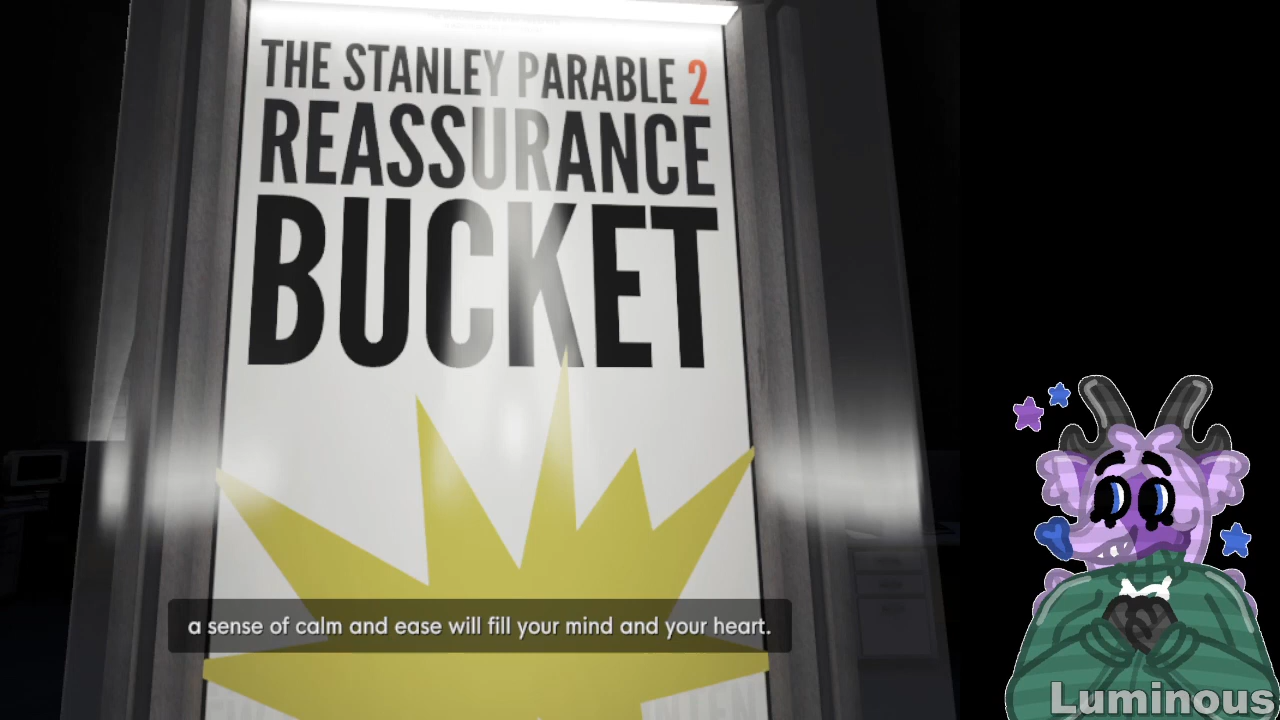 THE STANLEY PARABLE 2
REASSURANCE
BUCKET
a sense of calm and ease will fill your mind and your heart.
Luminous